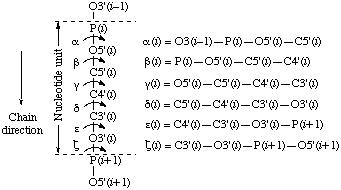 O3'(i–1)
P(i)
α
O5'(i)
β
C5'(i)
γ
C4'(i)
δ
C3'(i)
ε
O3'(i)
ζ
P(i+1)
O5'(i+1)
Nucleotide unit
Chain
direction
α(i) = O3(i–1)—P(i)—O5'(i)—C5'(i)
β(i) = P(i)—O5'(i)—C5'(i)—C4'(i)
γ(i) = O5'(i)—C5'(i)—C4'(i)—C3'(i)
δ(i) = C5'(i)—C4'(i)—C3'(i)—O3'(i)
ε(i) = C4'(i)—C3'(i)—O3'(i)—P(i+1)
ζ(i) = C3'(i)—O3'(i)—P(i+1)—O5'(i+1)